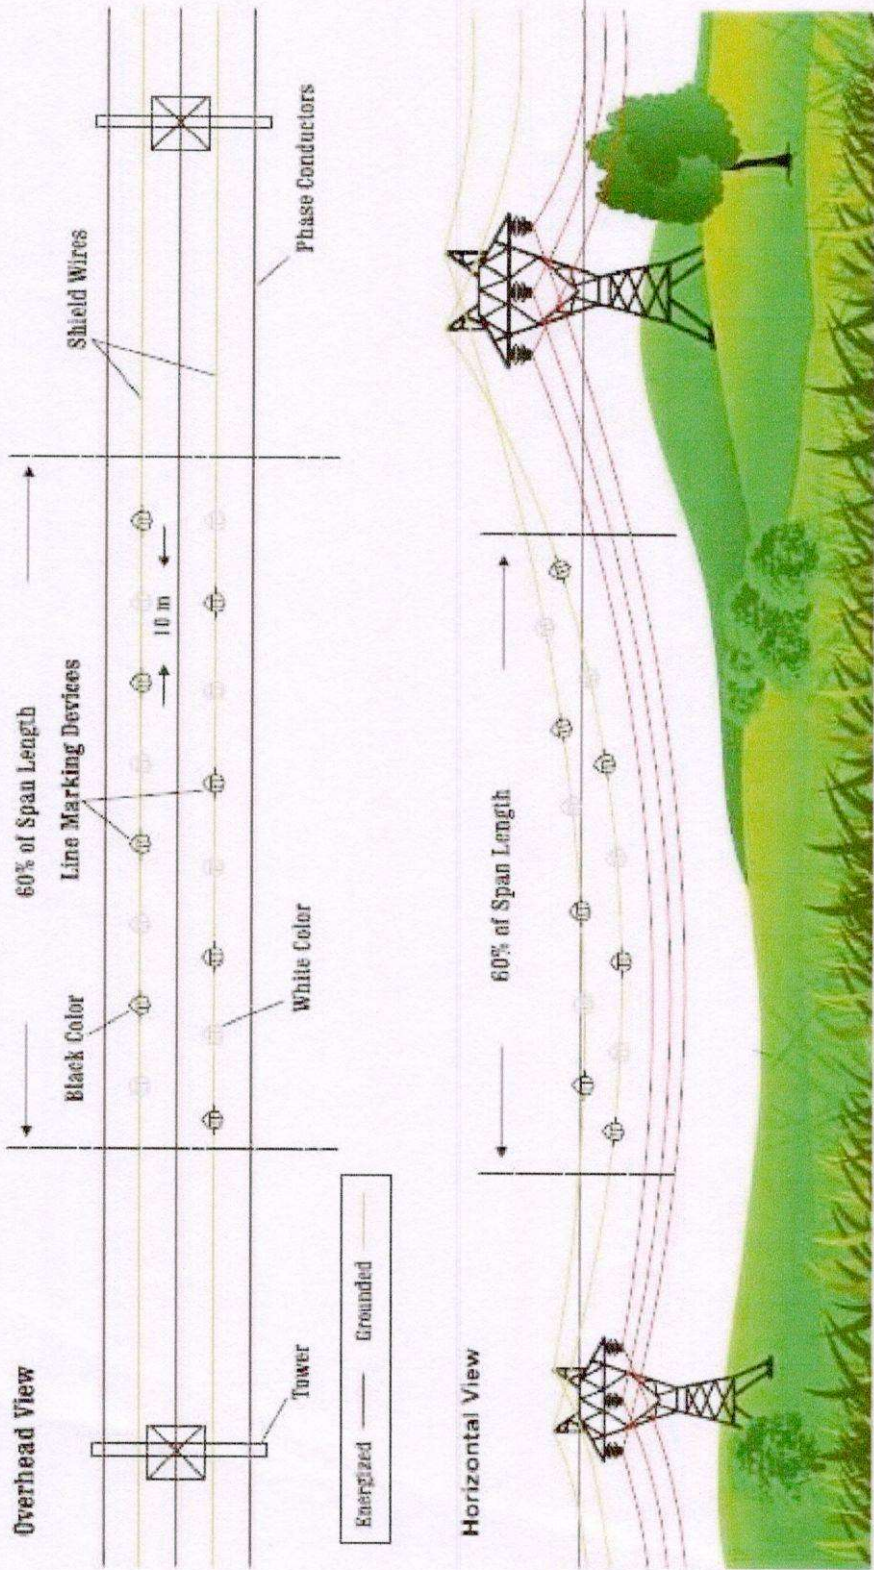 Overhead View
60% of Span Length
Black Color
Line Marking Devices
Shield Wires
10 m
White Color
Phase Conductors
Tower
Energized
Grounded
Horizontal View
60% of Span Length